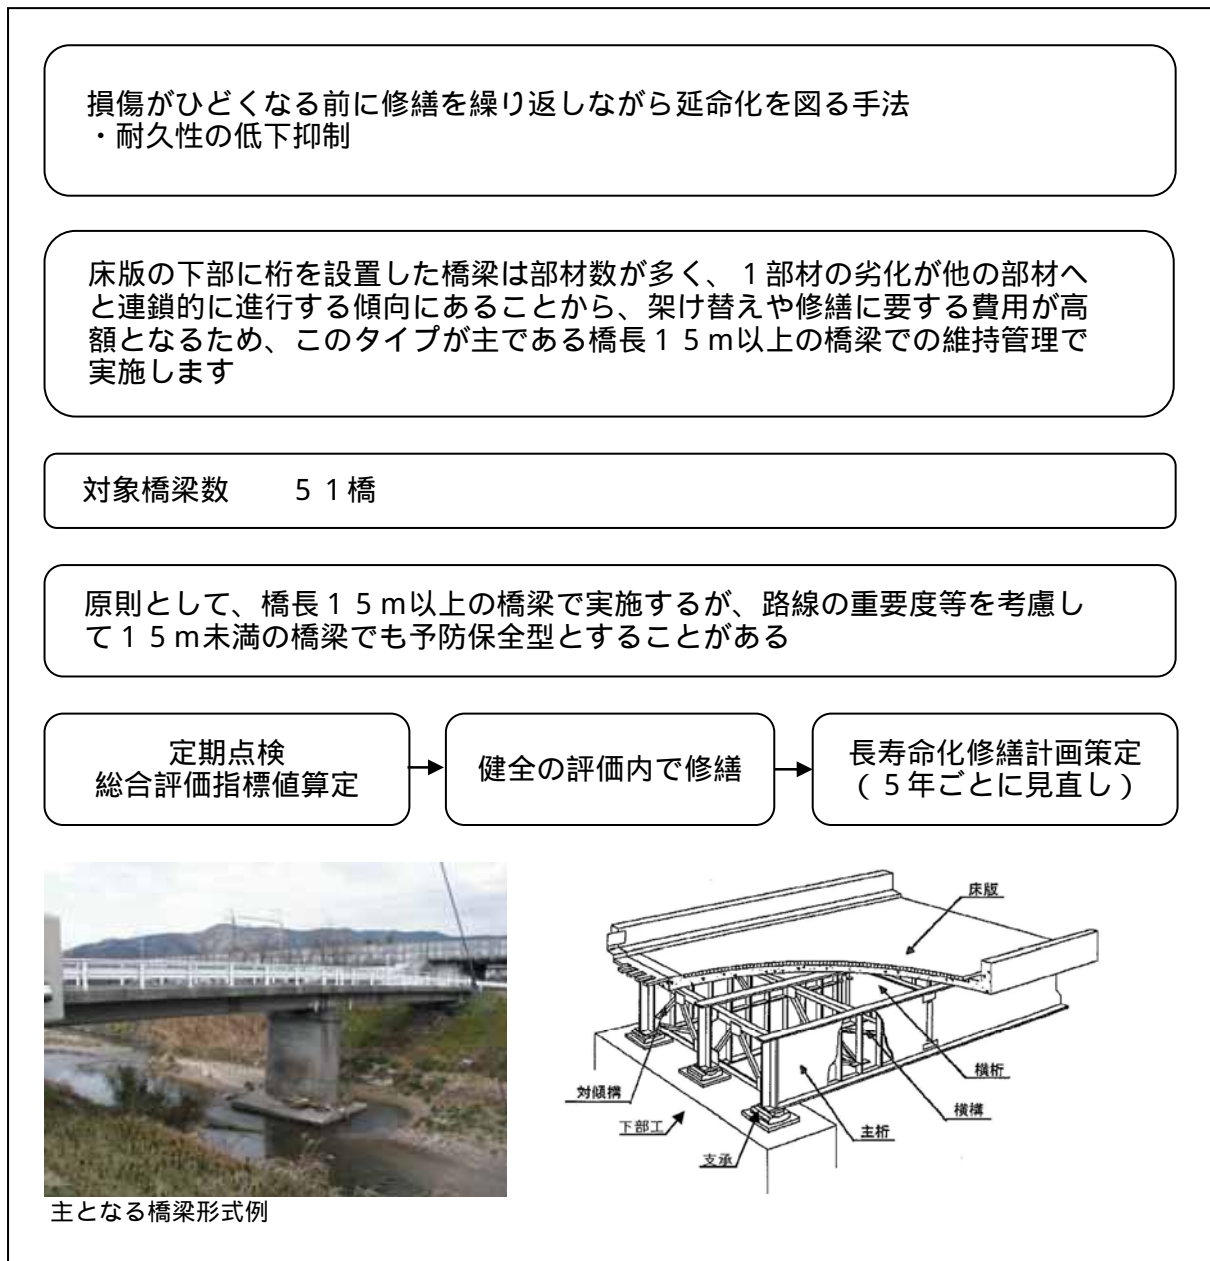 損傷がひどくなる前に修繕を繰り返しながら延命化を図る手法
・耐久性の低下抑制
床版の下部に桁を設置した橋梁は部材数が多く、１部材の劣化が他の部材へ
と連鎖的に進行する傾向にあることから、架け替えや修繕に要する費用が高
額となるため、このタイプが主である橋長１５ｍ以上の橋梁での維持管理で
実施します
対象橋梁数　　５１橋
原則として、橋長１５ｍ以上の橋梁で実施するが、路線の重要度等を考慮し
て１５ｍ未満の橋梁でも予防保全型とすることがある
定期点検
総合評価指標値算定
健全の評価内で修繕
長寿命化修繕計画策定
（５年ごとに見直し）
床版
対傾構
下部工
支承
主桁
横構
横桁
主となる橋梁形式例